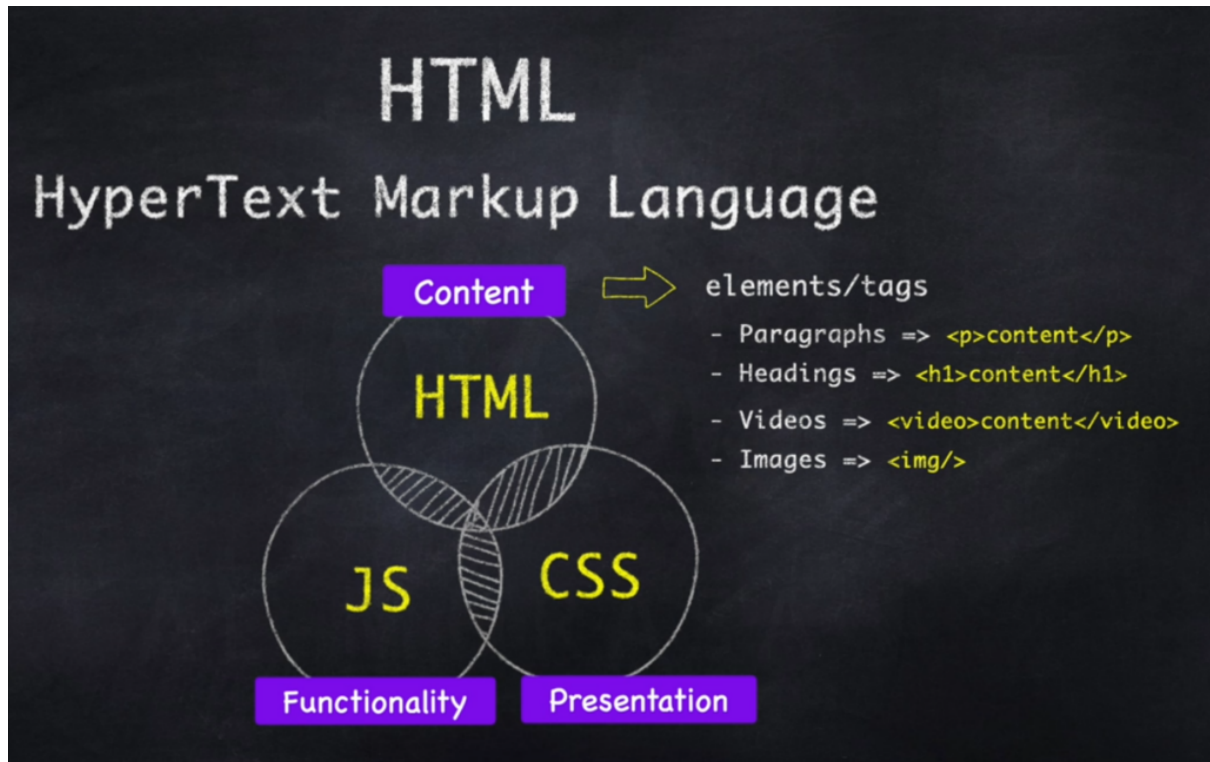 HTML
HyperText Markup Language
Content
elements/tags
- Paragraphs => <p>content</p>
- Headings => <h1>content</h1>
- Videos => <video>content</video>
- Images => <img/>
HTML
JS
CSS
Functionality
Presentation